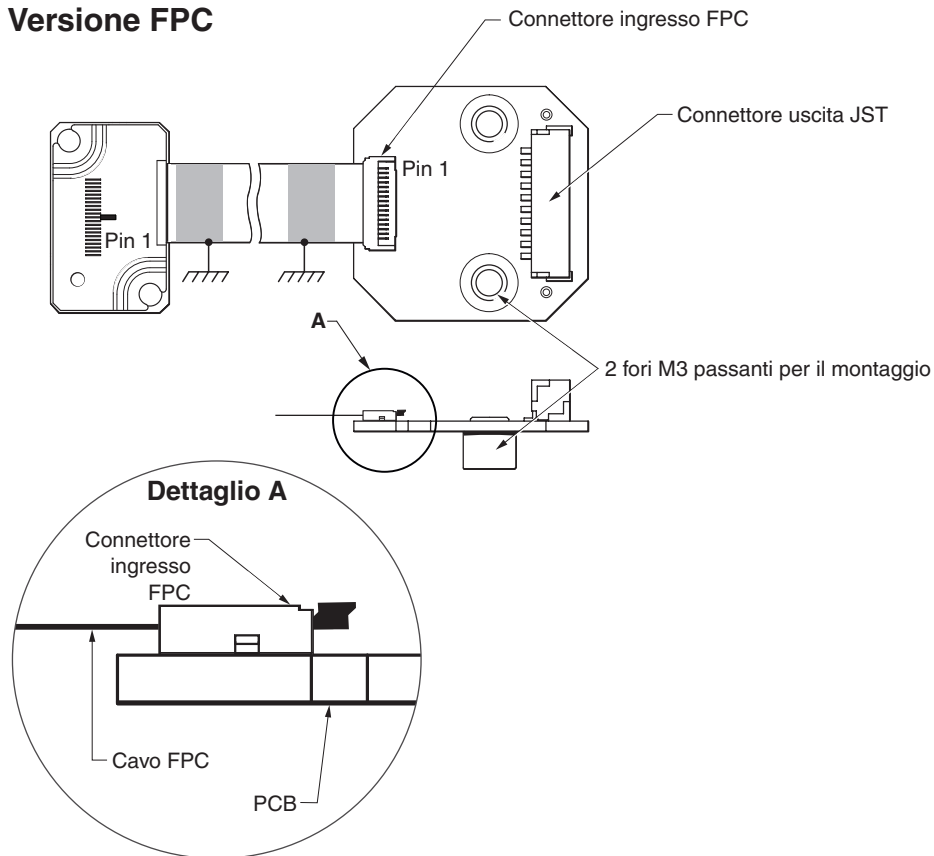 Versione FPC
Connettore ingresso FPC
Connettore uscita JST
Pin 1
Pin 1
A
2 fori M3 passanti per il montaggio
Dettaglio A
Connettore
ingresso
FPC
Cavo FPC
PCB